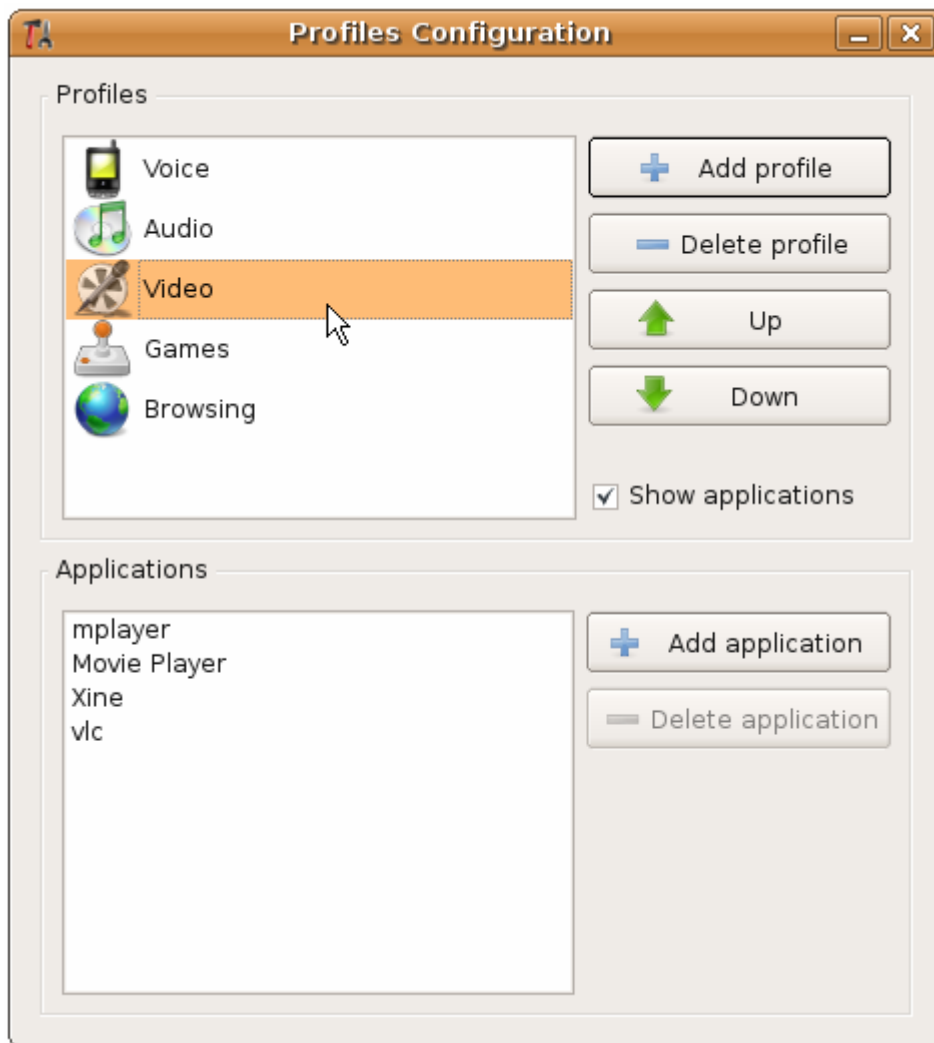 Profiles Configuration
Profiles
Voice
Audio
Video
Games
Browsing
Add profile
Delete profile
Up
Down
Show applications
Applications
mplayer
Movie Player
Xine
vlc
Add application
Delete application